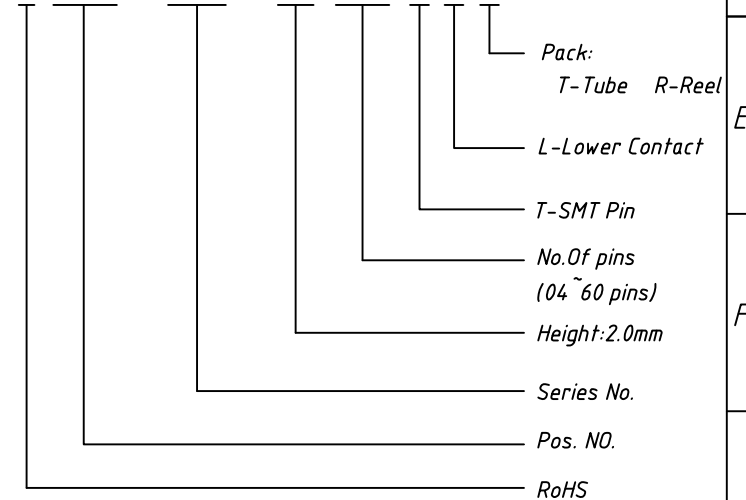 Pack:
T-Tube R-Reel
L-Lower Contact
T-SMT Pin
No.Of pins
(04~60 pins)
Height:2.0mm
Series No.
Pos. NO.
RoHS
E
F